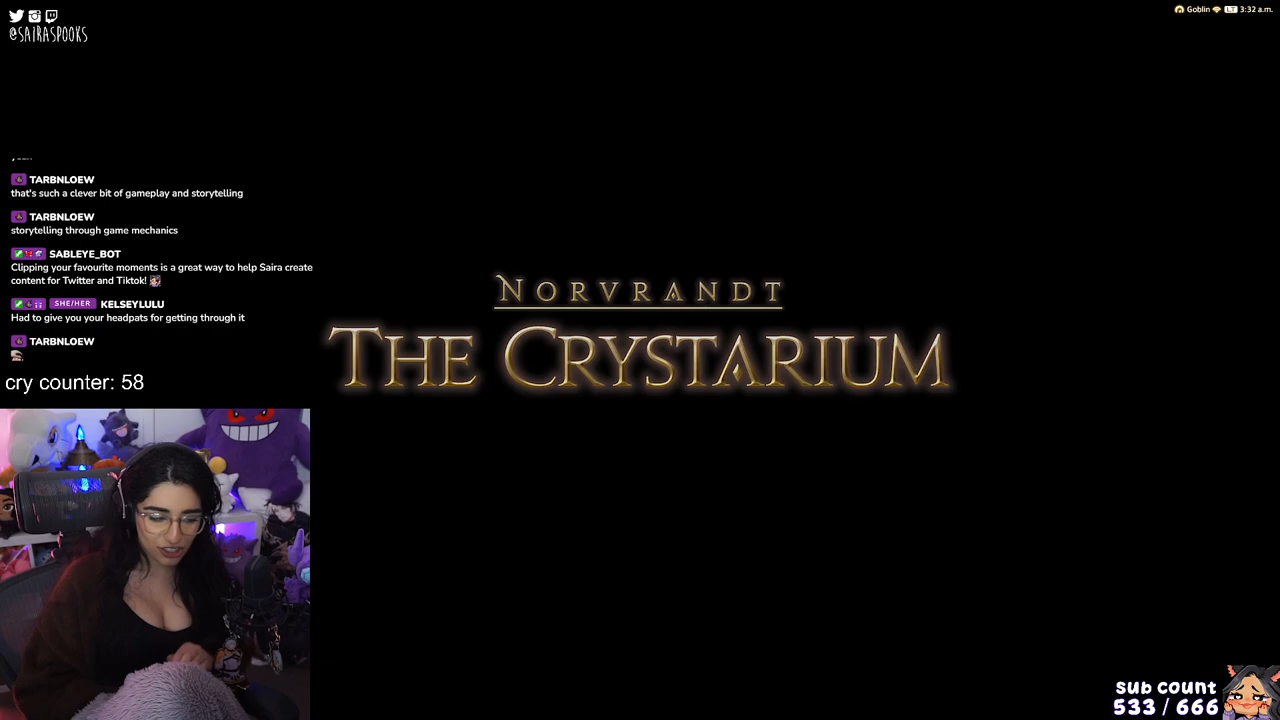 @SAIRASPOOKS
Goblin LT 3:32 a.m.
TARBNLOEW
that's such a clever bit of gameplay and storytelling
TARBNLOEW
storytelling through game mechanics
SABLEYE_BOT
Clipping your favourite moments is a great way to help Saira create
content for Twitter and Tiktok!
SHE/HER KELSEYLULU
Had to give you your headpats for getting through it
TARBNLOEW
cry counter: 58
NORVRANDT
THE CRYSTARIUM
sub count
533 / 666